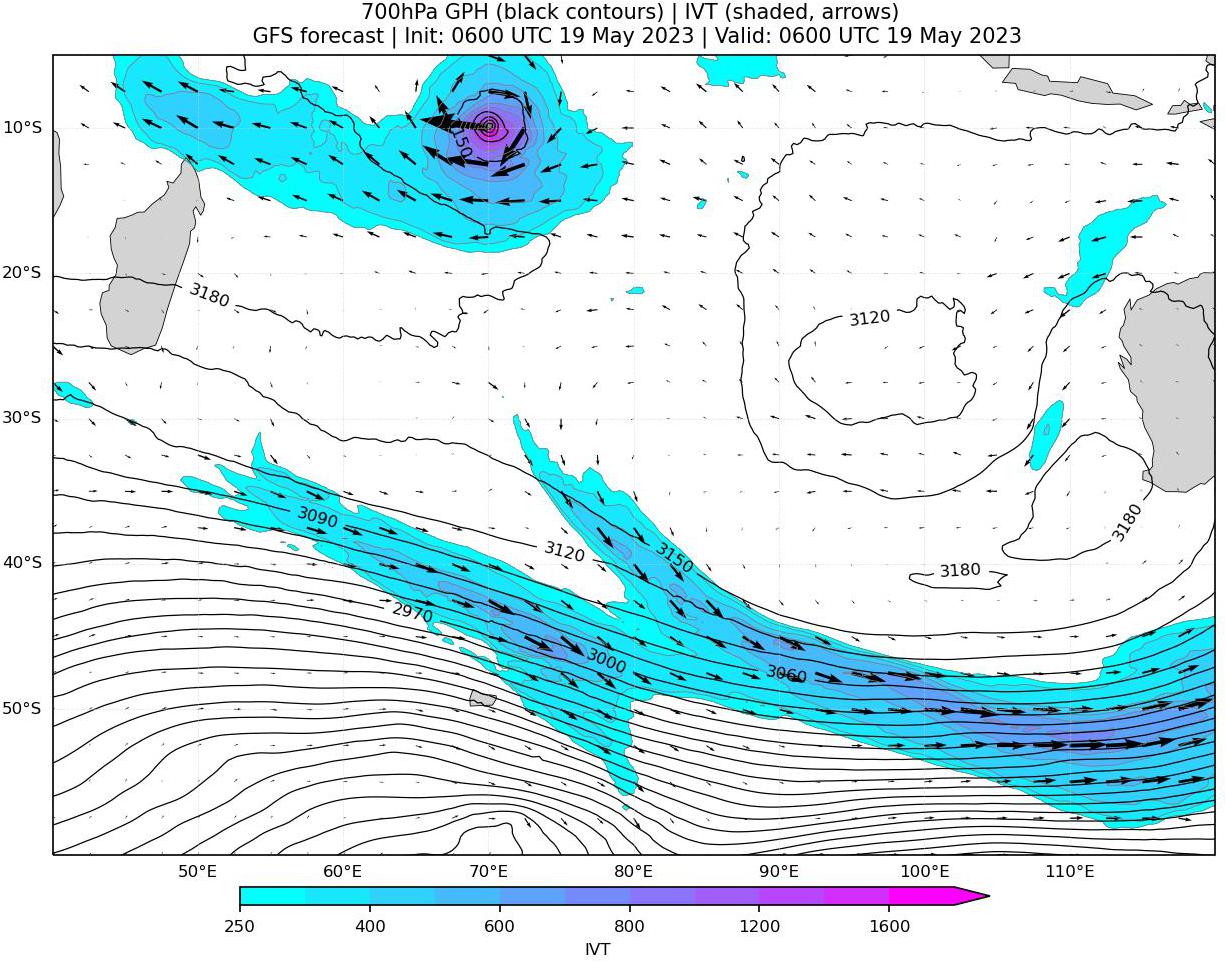 700hPa GPH (black contours) | IVT (shaded, arrows)
GFS forecast | Init: 0600 UTC 19 May 2023 | Valid: 0600 UTC 19 May 2023
10°S
150
20°S
3180
3120
30°S
3090
3120
3150
3180
40°S
3180
2970
3000
3060
50°S
50°E 60°E 70°E 80°E 90°E 100°E 110°E
250 400 600 800 1200 1600
IVT